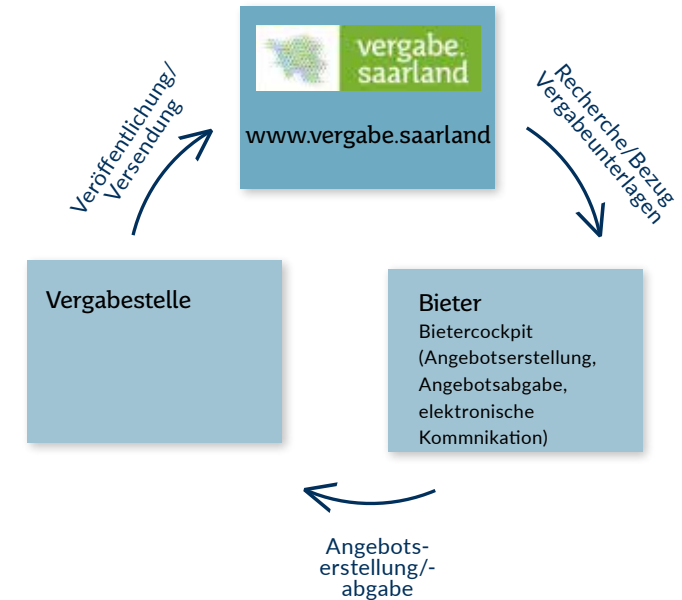 vergabe.
saarland
www.vergabe.saarland
Veröffentlichung/
Versendung
Recherche/Bezug
Vergabeunterlagen
Vergabestelle
Bieter
Bietercockpit
(Angebotserstellung,
Angebotsabgabe,
elektronische
Kommnikation)
Angebots-
erstellung/-
abgabe